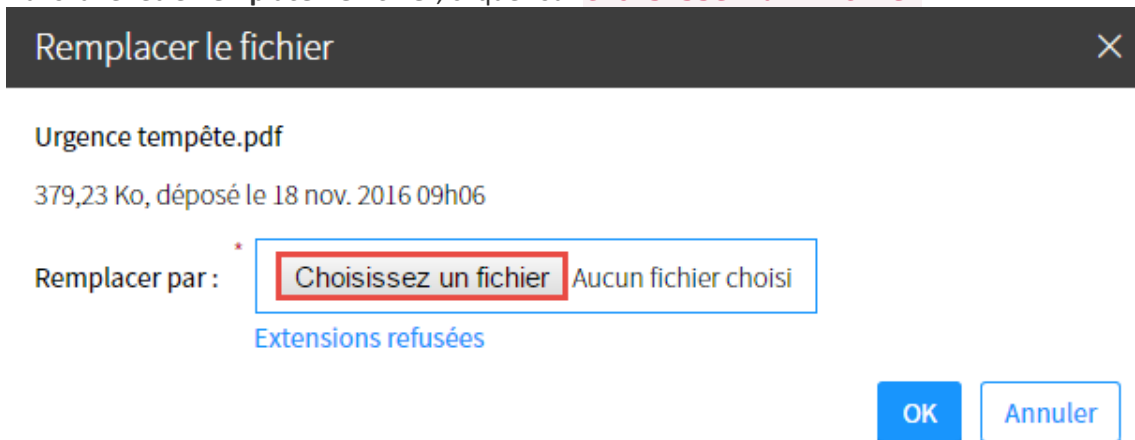 Remplacer le fichier
Urgence tempête.pdf
379,23 Ko, déposé le 18 nov. 2016 09h06
*
Remplacer par : Choisissez un fichier Aucun fichier choisi
Extensions refusées
OK Annuler